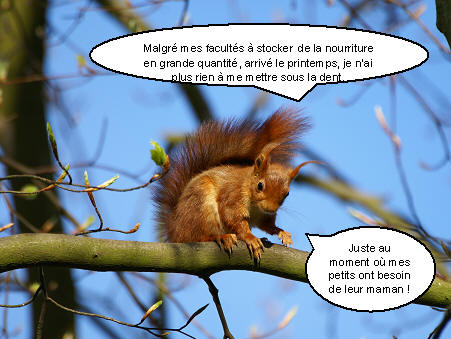 Malgré mes facultés à stocker de la nourriture
en grande quantité, arrivé le printemps, je n'ai
plus rien à me mettre sous la dent.
Juste au
moment où mes
petits ont besoin
de leur maman !